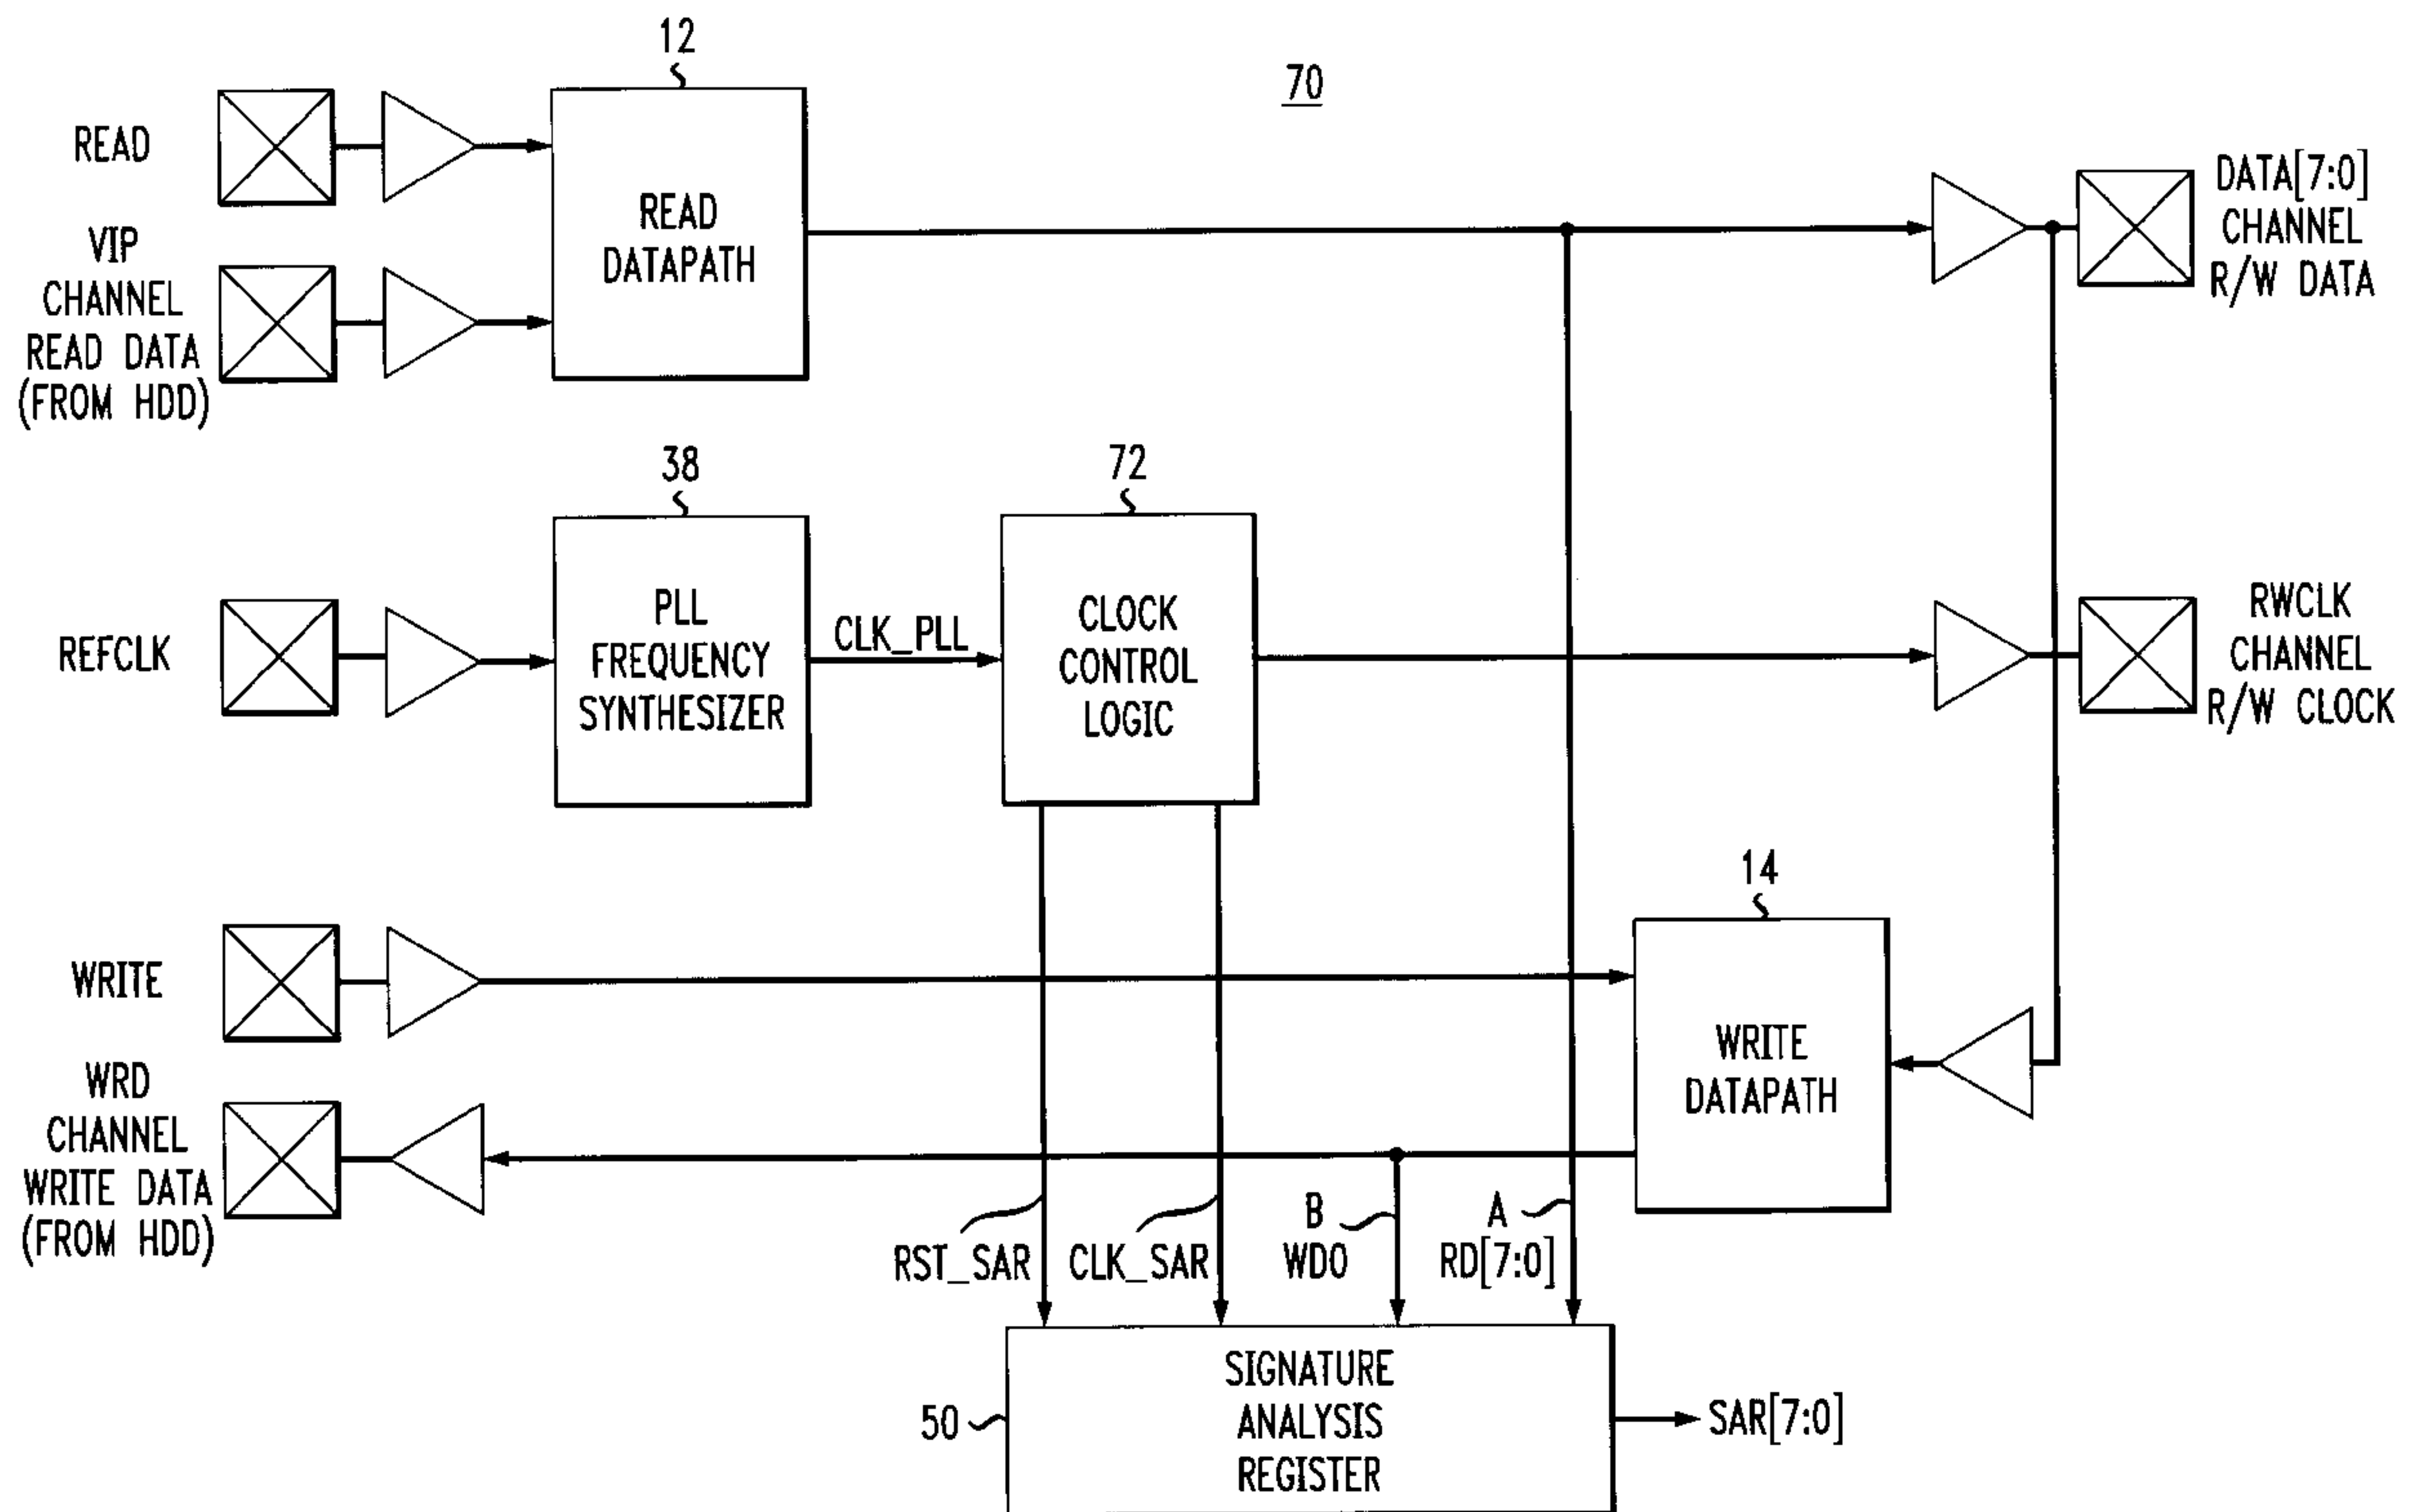 12
70
READ
READ
DATAPATH
VIP
CHANNEL
READ DATA
(FROM HDD)
DATA[7:0]
CHANNEL
R/W DATA
38
72
REFCLK
PLL
FREQUENCY
SYNTHESIZER
CLK_PLL
CLOCK
CONTROL
LOGIC
RWCLK
CHANNEL
R/W CLOCK
14
WRITE
WRITE
DATAPATH
WRD
CHANNEL
WRITE DATA
(FROM HDD)
RST_SAR
CLK_SAR
B
WDO
A
RD[7:0]
50
SIGNATURE
ANALYSIS
REGISTER
SAR[7:0]